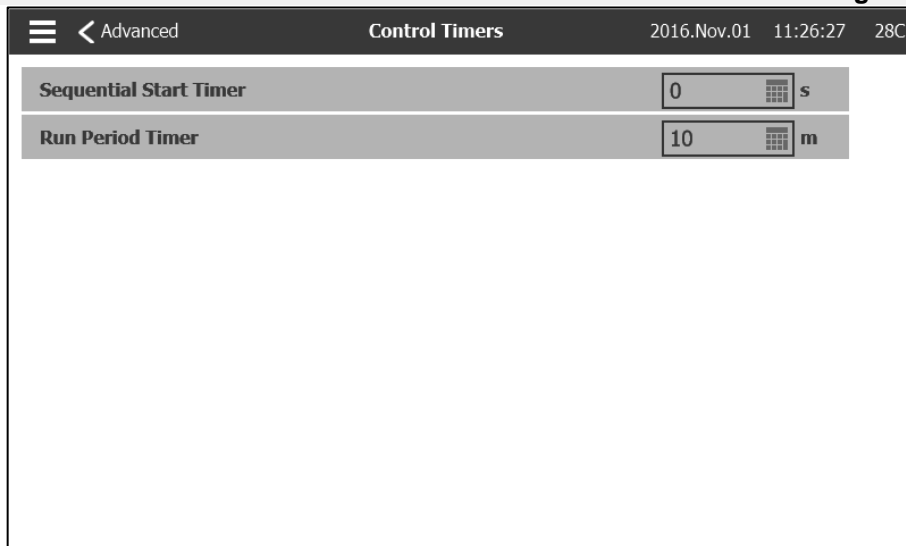 Advanced Control Timers 2016.Nov.01 11:26:27 28C
Sequential Start Timer 0 s
Run Period Timer 10 m